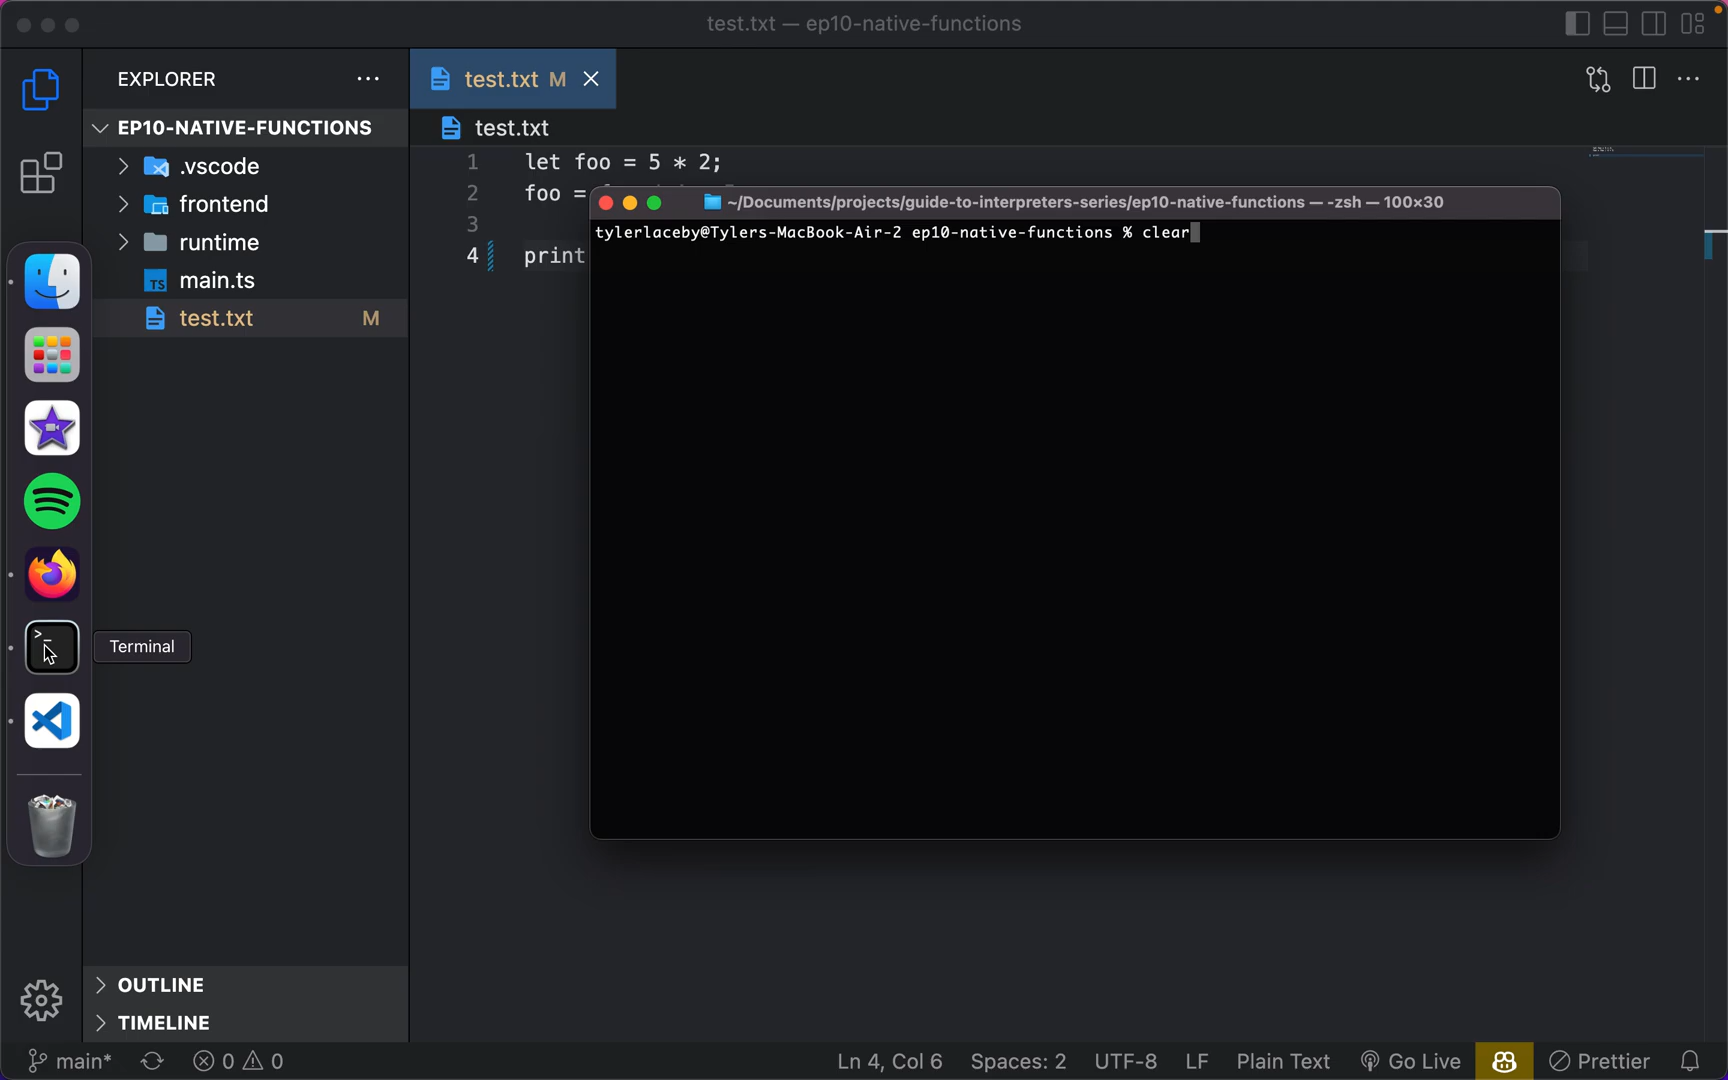 test.txt — ep10-native-functions
EXPLORER
EP10-NATIVE-FUNCTIONS
.vscode
frontend
runtime
TS main.ts
test.txt M
Terminal
OUTLINE
TIMELINE
test.txt M
test.txt
1 let foo = 5 * 2;
2 foo =
3
4 print
~/Documents/projects/guide-to-interpreters-series/ep10-native-functions — -zsh — 100×30
tylerlaceby@Tylers-MacBook-Air-2 ep10-native-functions % clear
main* 0 0 Ln 4, Col 6 Spaces: 2 UTF-8 LF Plain Text Go Live Prettier